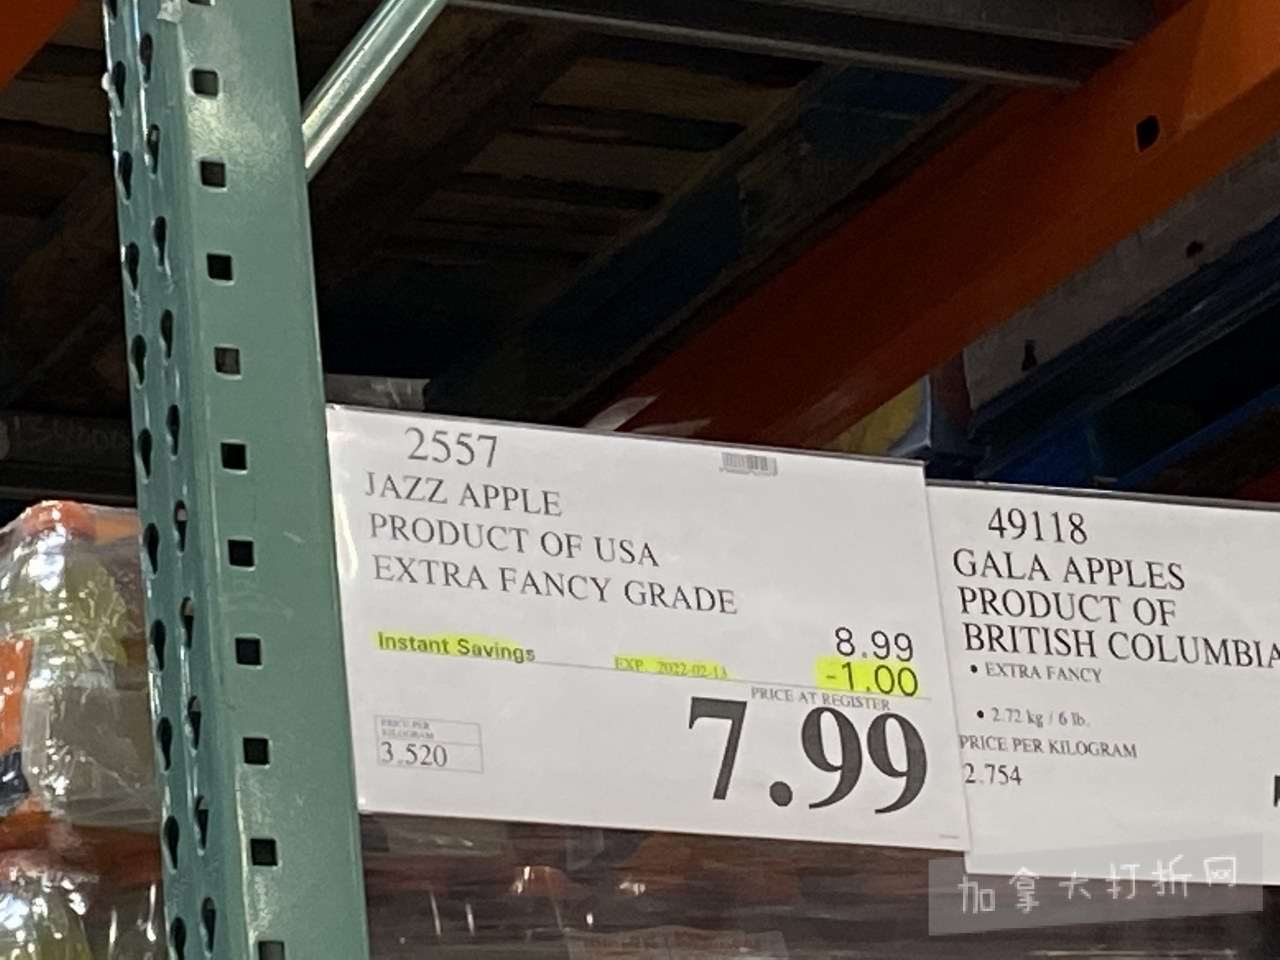 2557
JAZZ APPLE
PRODUCT OF USA
EXTRA FANCY GRADE
8.99
Instant Savings
EXP. 2022-02-13
-1.00
PRICE AT REGISTER
7.99
PRICE PER
KILOGRAM
3.520
49118
GALA APPLES
PRODUCT OF
BRITISH COLUMBIA
• EXTRA FANCY
• 2.72 kg / 6 lb.
PRICE PER KILOGRAM
2.754
加拿大打折网